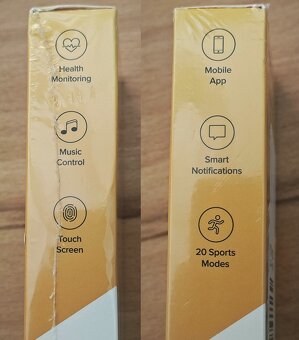 Health
Monitoring
Music
Control
Touch
Screen
Mobile
App
Smart
Notifications
20 Sports
Modes